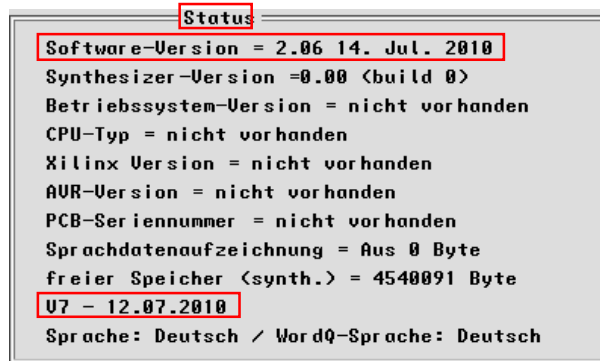 Status
Software-Version = 2.06 14. Jul. 2010
Synthesizer-Version =0.00 (build 0)
Betriebssystem-Version = nicht vorhanden
CPU-Typ = nicht vorhanden
Xilinx Version = nicht vorhanden
AVR-Version = nicht vorhanden
PCB-Seriennummer = nicht vorhanden
Sprachdatenaufzeichnung = Aus 0 Byte
freier Speicher (synth.) = 4540091 Byte
V7 - 12.07.2010
Sprache: Deutsch / WordQ-Sprache: Deutsch